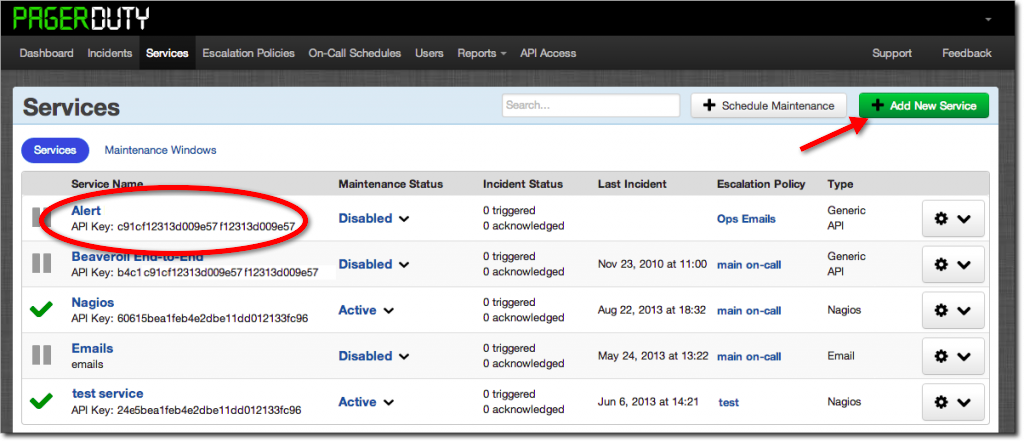 PAGERDUTY
Dashboard Incidents Services Escalation Policies On-Call Schedules Users Reports API Access Support Feedback
Services Search... Schedule Maintenance Add New Service
Services Maintenance Windows
Service Name Maintenance Status Incident Status Last Incident Escalation Policy Type
Alert
API Key: c91cf12313d009e57f12313d009e57
Disabled
0 triggered
0 acknowledged
Ops Emails
Generic
API
Beaveroll End-to-End
API Key: b4c1c91cf12313d009e57f12313d009e57
Disabled
0 triggered
0 acknowledged
Nov 23, 2010 at 11:00
main on-call
Generic
API
Nagios
API Key: 60615bea1feb4e2dbe11dd012133fc96
Active
0 triggered
0 acknowledged
Aug 22, 2013 at 18:32
main on-call
Nagios
Emails
emails
Disabled
0 triggered
0 acknowledged
May 24, 2013 at 13:22
main on-call
Email
test service
API Key: 24e5bea1feb4e2dbe11dd012133fc96
Active
0 triggered
0 acknowledged
Jun 6, 2013 at 14:21
test
Nagios